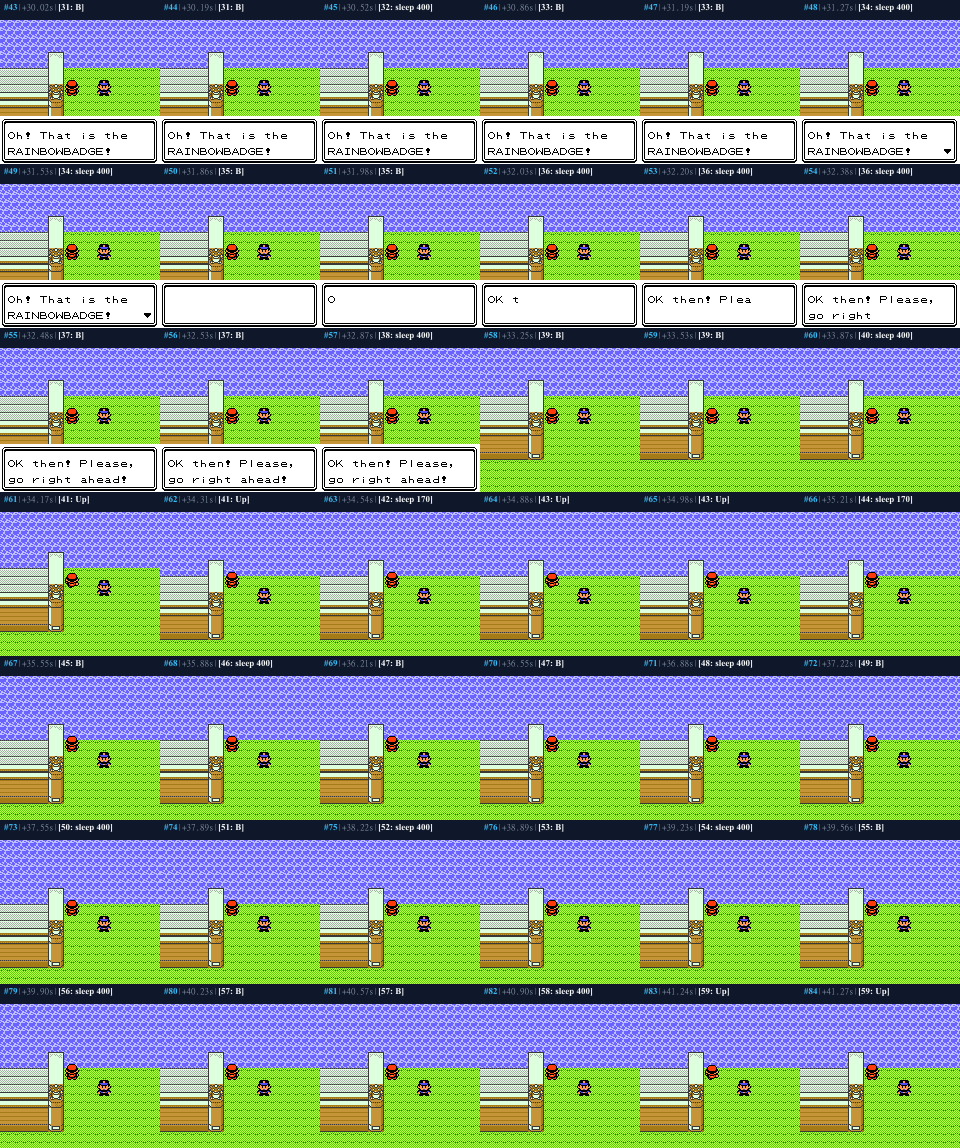 #43|+30.02s|[31: B] #44|+30.19s|[31: B] #45|+30.52s|[32: sleep 400] #46|+30.86s|[33: B] #47|+31.19s|[33: B] #48|+31.27s|[34: sleep 400]
Oh! That is the Oh! That is the Oh! That is the Oh! That is the Oh! That is the Oh! That is the
RAINBOWBADGE! RAINBOWBADGE! RAINBOWBADGE! RAINBOWBADGE! RAINBOWBADGE! RAINBOWBADGE!
#49|+31.53s|[34: sleep 400] #50|+31.86s|[35: B] #51|+31.98s|[35: B] #52|+32.03s|[36: sleep 400] #53|+32.20s|[36: sleep 400] #54|+32.38s|[36: sleep 400]
Oh! That is the O OK t OK then! Plea OK then! Please,
RAINBOWBADGE! go right
#55|+32.48s|[37: B] #56|+32.53s|[37: B] #57|+32.87s|[38: sleep 400] #58|+33.25s|[39: B] #59|+33.53s|[39: B] #60|+33.87s|[40: sleep 400]
OK then! Please, OK then! Please, OK then! Please,
go right ahead! go right ahead! go right ahead!
#61|+34.17s|[41: Up] #62|+34.31s|[41: Up] #63|+34.54s|[42: sleep 170] #64|+34.88s|[43: Up] #65|+34.98s|[43: Up] #66|+35.21s|[44: sleep 170]
#67|+35.55s|[45: B] #68|+35.88s|[46: sleep 400] #69|+36.21s|[47: B] #70|+36.55s|[47: B] #71|+36.88s|[48: sleep 400] #72|+37.22s|[49: B]
#73|+37.55s|[50: sleep 400] #74|+37.89s|[51: B] #75|+38.22s|[52: sleep 400] #76|+38.89s|[53: B] #77|+39.23s|[54: sleep 400] #78|+39.56s|[55: B]
#79|+39.90s|[56: sleep 400] #80|+40.23s|[57: B] #81|+40.57s|[57: B] #82|+40.90s|[58: sleep 400] #83|+41.24s|[59: Up] #84|+41.27s|[59: Up]